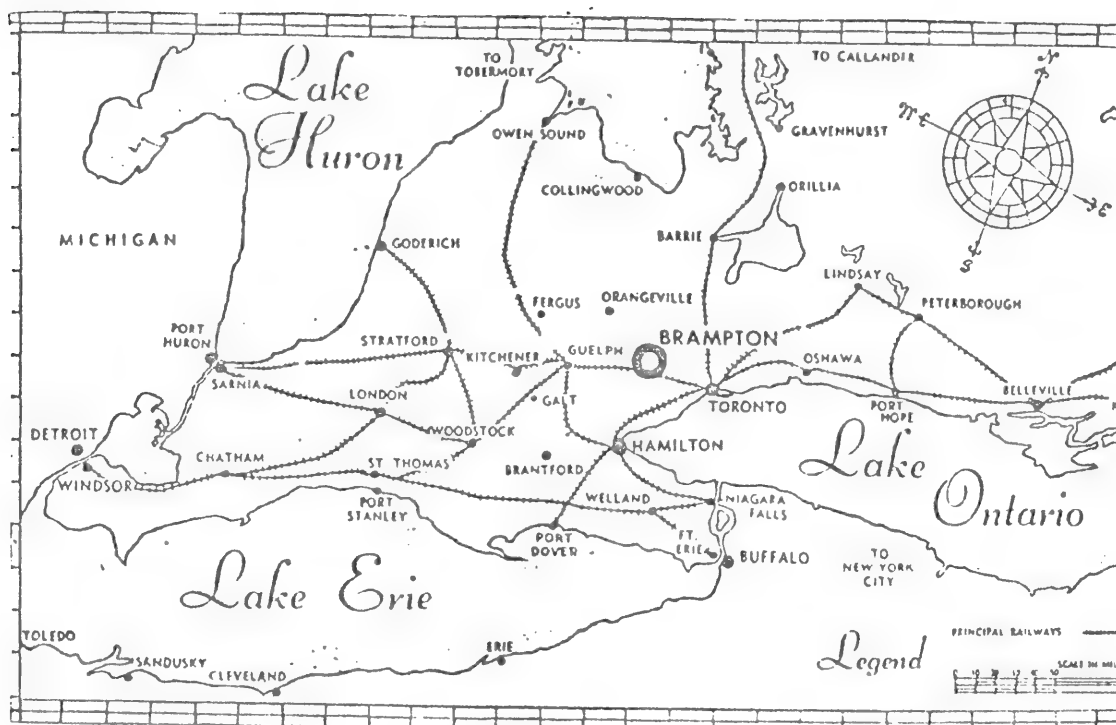 Lake
Huron
TO
TOBERMORY
TO CALLANDER
N
W
E
S
OWEN SOUND
GRAVENHURST
COLLINGWOOD
ORILLIA
MICHIGAN
GODERICH
BARRIE
LINDSAY
FERGUS
ORANGEVILLE
PETERBOROUGH
PORT
HURON
STRATFORD
KITCHENER
GUELPH
BRAMPTON
OSHAWA
SARNIA
LONDON
GALT
TORONTO
PORT
HOPE
BELLEVILLE
DETROIT
WOODSTOCK
HAMILTON
Lake
Ontario
CHATHAM
ST THOMAS
BRANTFORD
WINDSOR
PORT
STANLEY
WELLAND
NIAGARA
FALLS
PORT
DOVER
FT.
ERIE
BUFFALO
TO
NEW YORK
CITY
Lake Erie
TOLEDO
SANDUSKY
CLEVELAND
ERIE
Legend
PRINCIPAL RAILWAYS
SCALE IN